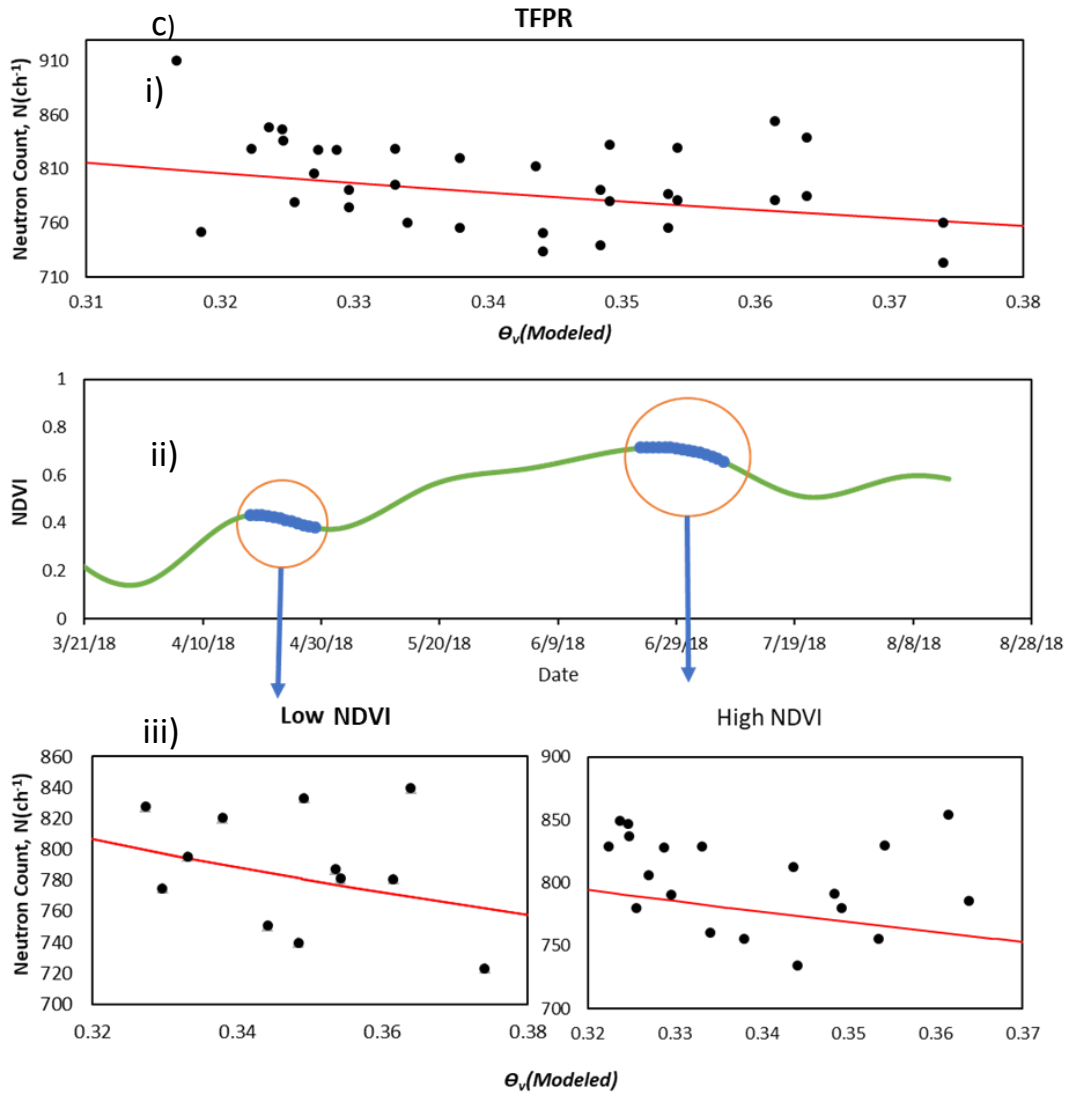 c)
TFPR
i)
Neutron Count, N(ch⁻¹)
910
860
810
760
710
0.31 0.32 0.33 0.34 0.35 0.36 0.37 0.38
ϴv(Modeled)
ii)
NDVI
1
0.8
0.6
0.4
0.2
0
3/21/18 4/10/18 4/30/18 5/20/18 6/9/18 6/29/18 7/19/18 8/8/18 8/28/18
Date
iii)
Low NDVI
High NDVI
Neutron Count, N(ch⁻¹)
860
840
820
800
780
760
740
720
700
0.32 0.34 0.36 0.38
900
850
800
750
700
0.32 0.33 0.34 0.35 0.36 0.37
ϴv(Modeled)